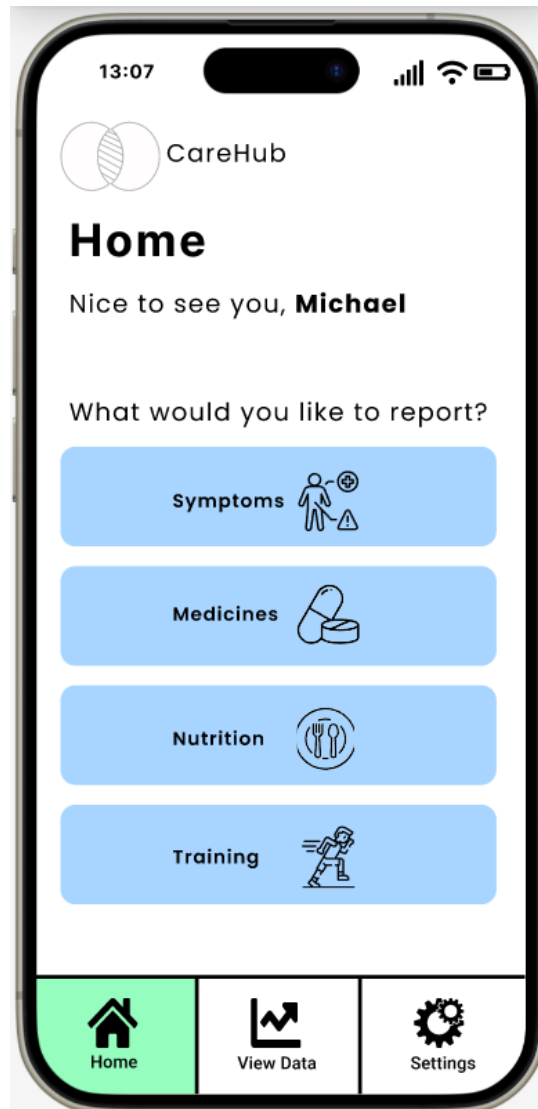 13:07
CareHub
Home
Nice to see you, Michael
What would you like to report?
Symptoms
Medicines
Nutrition
Training
Home
View Data
Settings